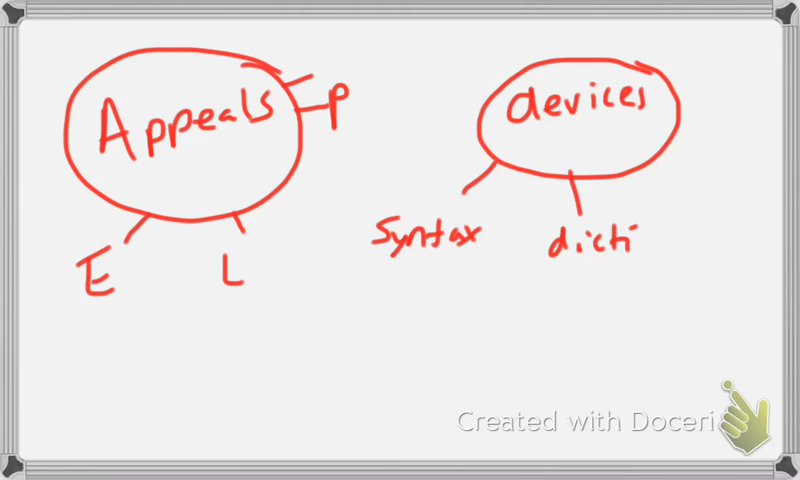 Appeals
P
E
L
devices
Syntax
dicti
Created with Doceri